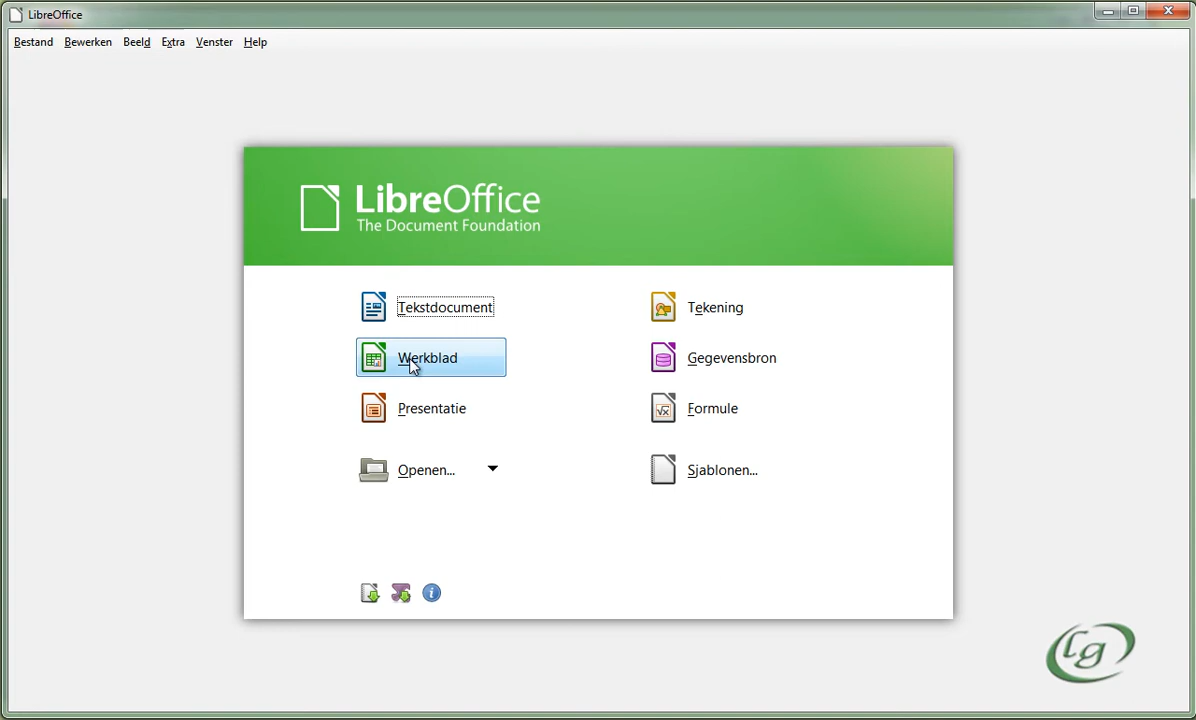 LibreOffice
Bestand Bewerken Beeld Extra Venster Help
LibreOffice
The Document Foundation
Tekstdocument
Tekening
Werkblad
Gegevensbron
Presentatie
Formule
Openen...
Sjablonen...
Lg